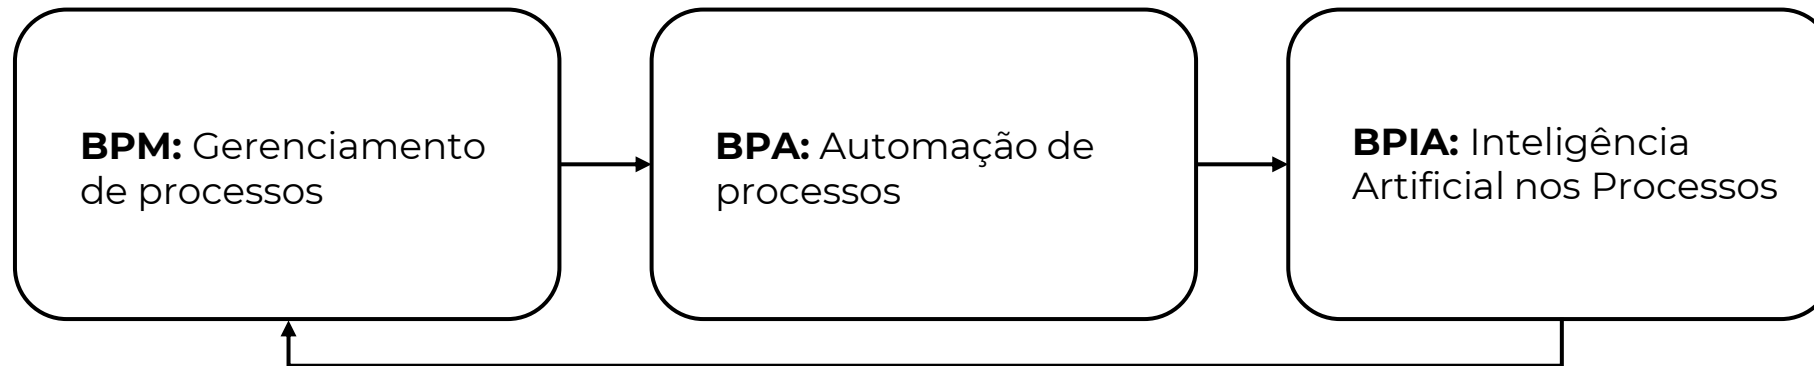 BPM: Gerenciamento
de processos
BPA: Automação de
processos
BPIA: Inteligência
Artificial nos Processos